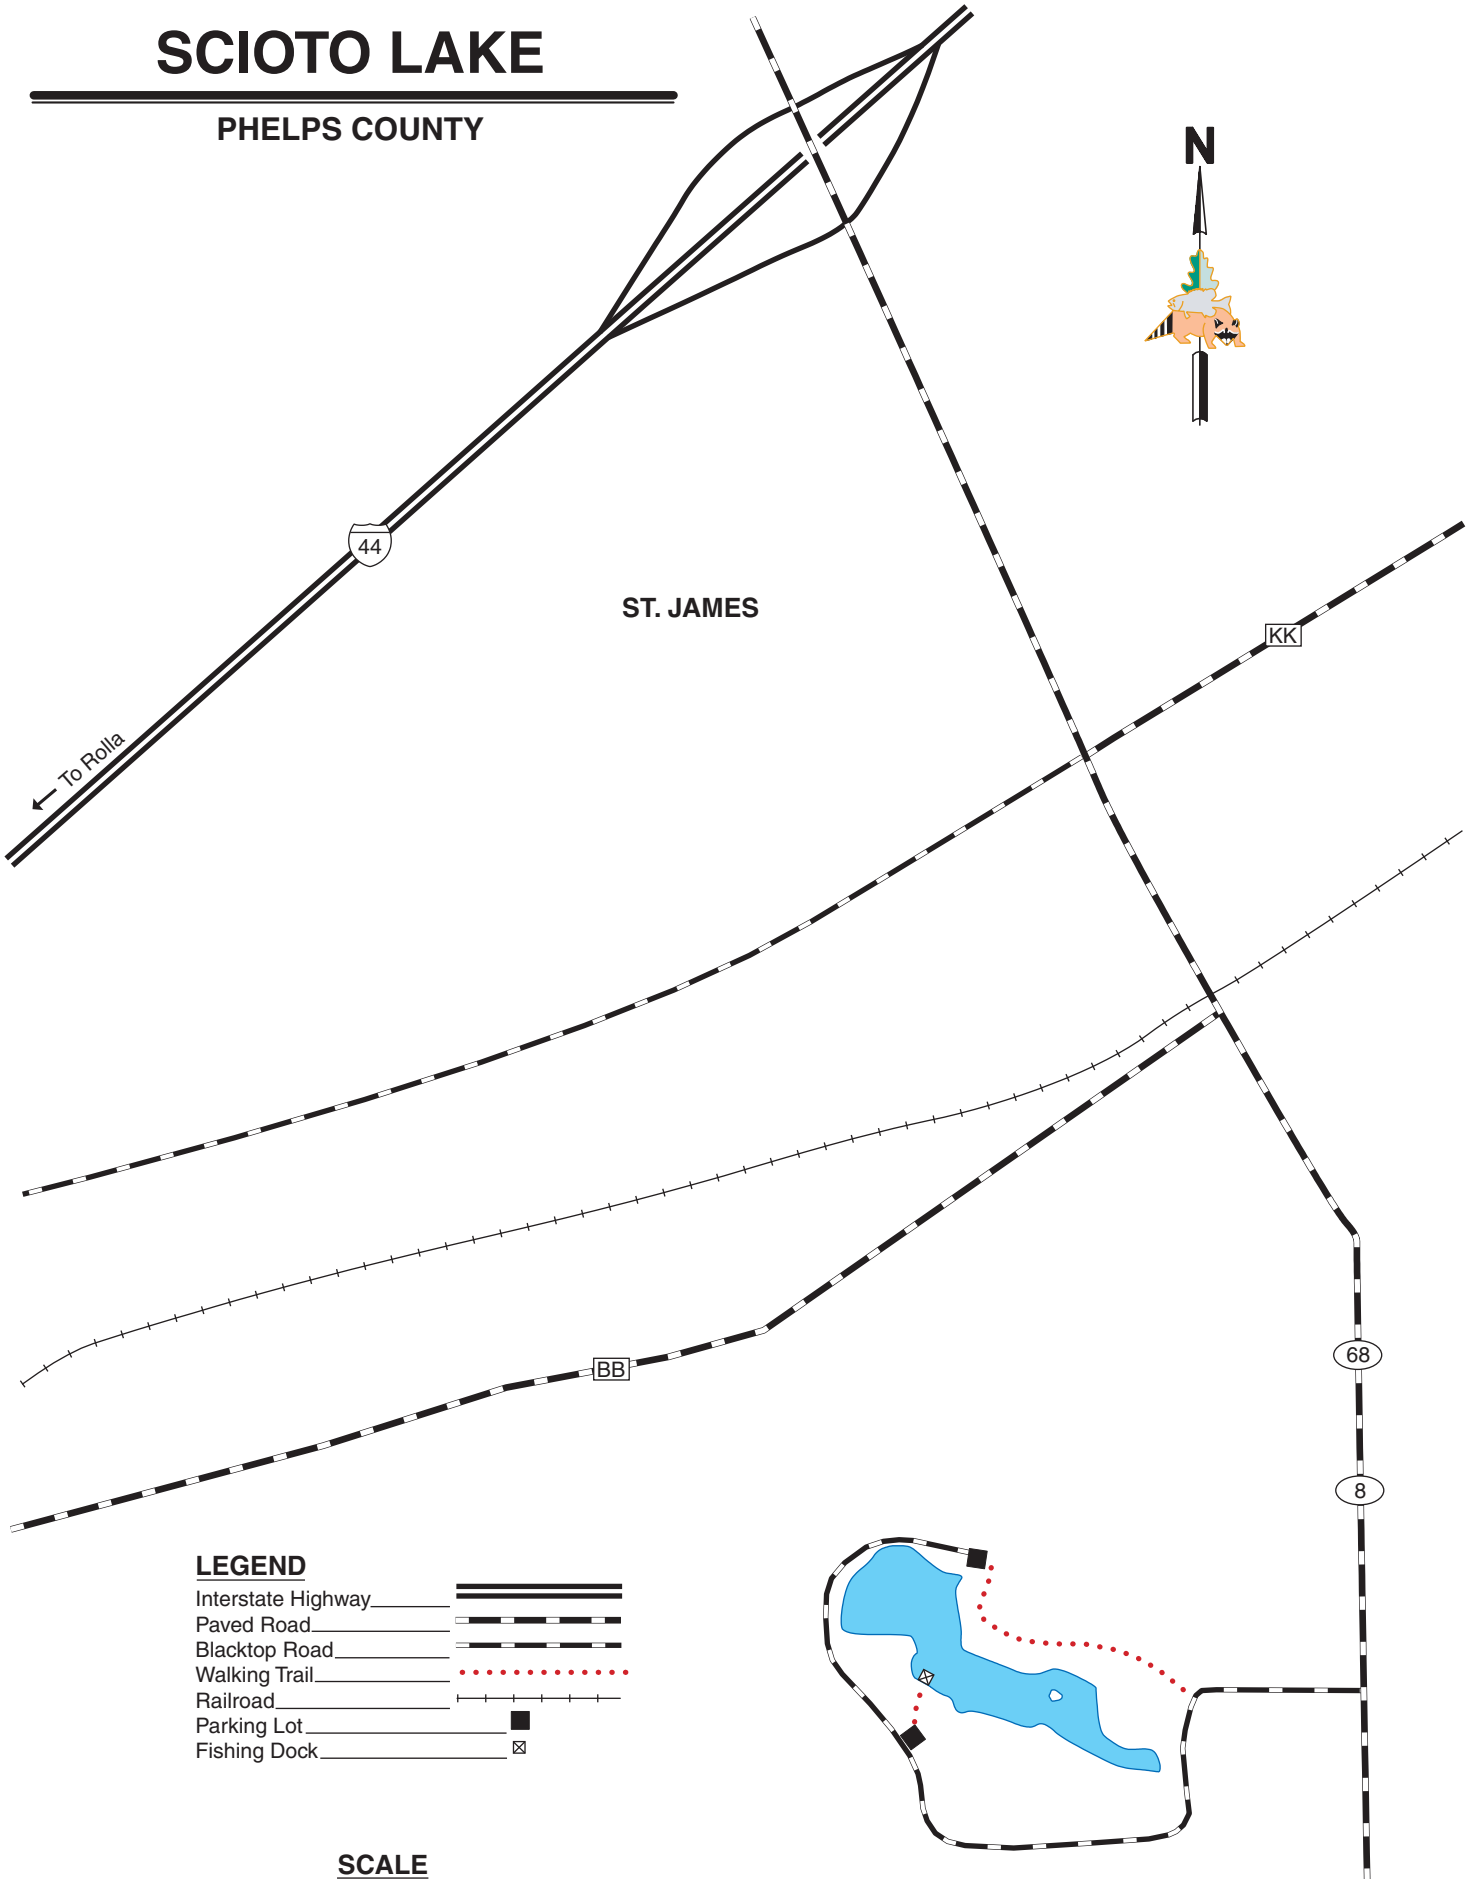 SCIOTO LAKE
PHELPS COUNTY
N
44
ST. JAMES
KK
To Rolla
BB
68
8
LEGEND
Interstate Highway
Paved Road
Blacktop Road
Walking Trail
Railroad
Parking Lot
Fishing Dock
SCALE